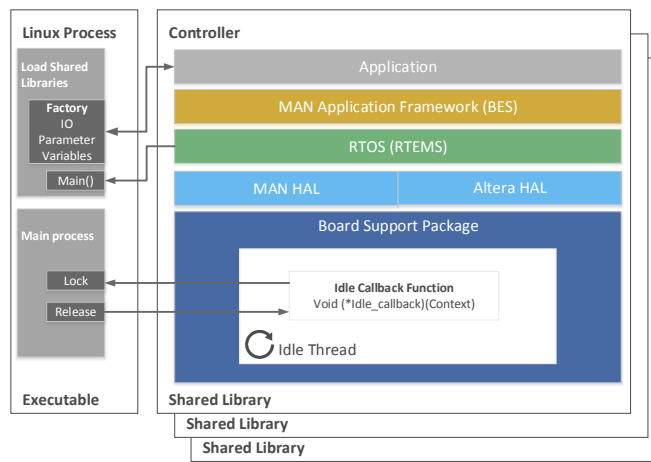 Linux Process
Load Shared
Libraries
Factory
IO
Parameter
Variables
Main()
Main process
Lock
Release
Executable
Controller
Application
MAN Application Framework (BES)
RTOS (RTEMS)
MAN HAL
Altera HAL
Board Support Package
Idle Callback Function
Void (*Idle_callback)(Context)
Idle Thread
Shared Library
Shared Library
Shared Library